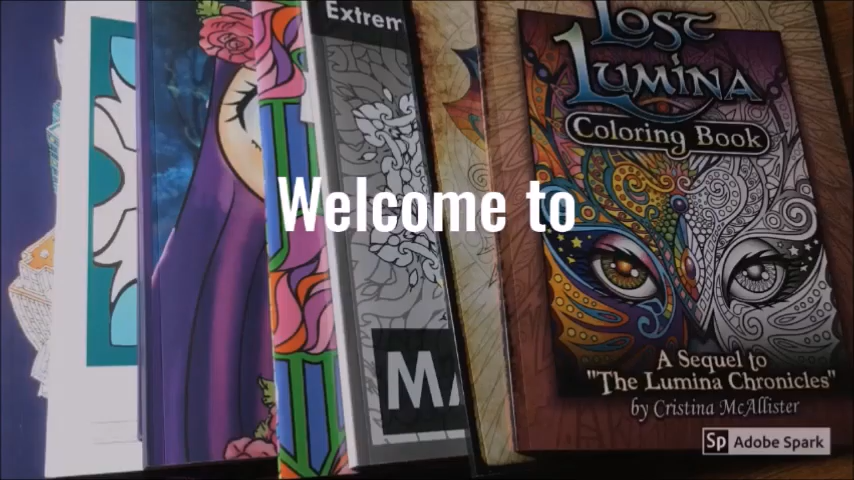 Extrem
LOST
LUMINA
Coloring Book
Welcome to
MA
A Sequel to
"The Lumina Chronicles"
by Cristina McAllister
Sp Adobe Spark